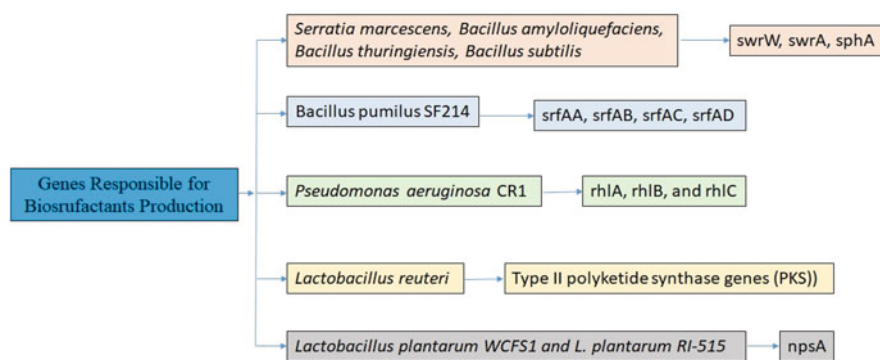 Serratia marcescens, Bacillus amyloliquefaciens,
Bacillus thuringiensis, Bacillus subtilis
swrW, swrA, sphA
Bacillus pumilus SF214
srfAA, srfAB, srfAC, srfAD
Genes Responsible for
Biosrufactants Production
Pseudomonas aeruginosa CR1
rhlA, rhlB, and rhlC
Lactobacillus reuteri
Type II polyketide synthase genes (PKS))
Lactobacillus plantarum WCFS1 and L. plantarum RI-515
npsA